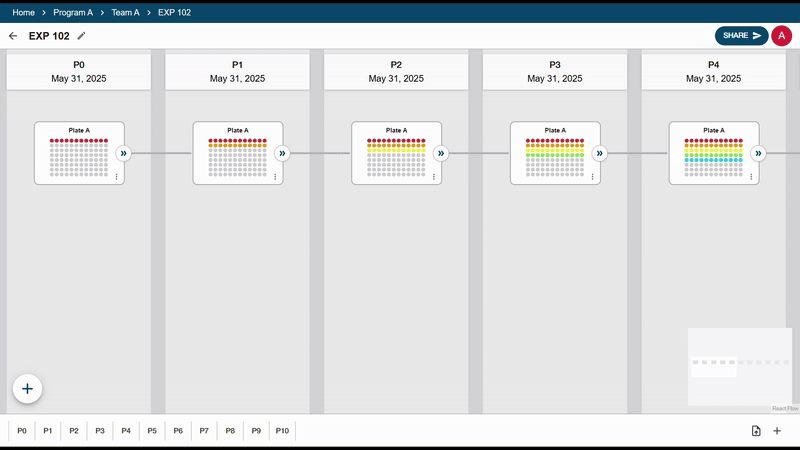 Home > Program A > Team A > EXP 102
EXP 102
SHARE
A
P0 P1 P2 P3 P4
May 31, 2025 May 31, 2025 May 31, 2025 May 31, 2025 May 31, 2025
Plate A Plate A Plate A Plate A Plate A
React Flow
P0 P1 P2 P3 P4 P5 P6 P7 P8 P9 P10